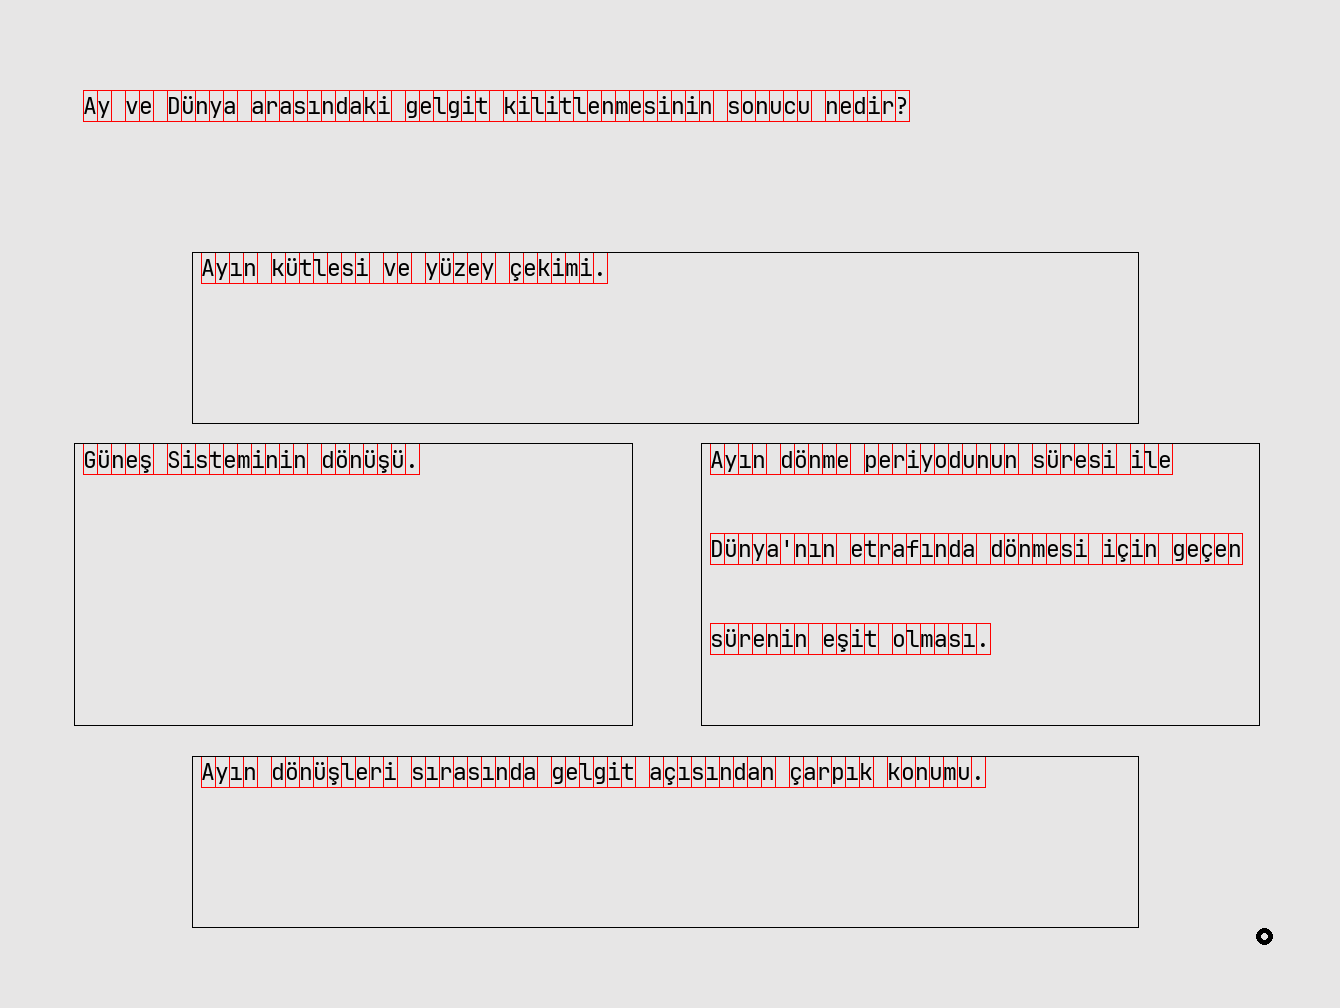 Ay ve Dünya arasındaki gelgit kilitlenmesinin sonucu nedir?
Ayın kütlesi ve yüzey çekimi.
Güneş Sisteminin dönüşü.
Ayın dönme periyodunun süresi ile
Dünya'nın etrafında dönmesi için geçen
sürenin eşit olması.
Ayın dönüşleri sırasında gelgit açısından çarpık konumu.